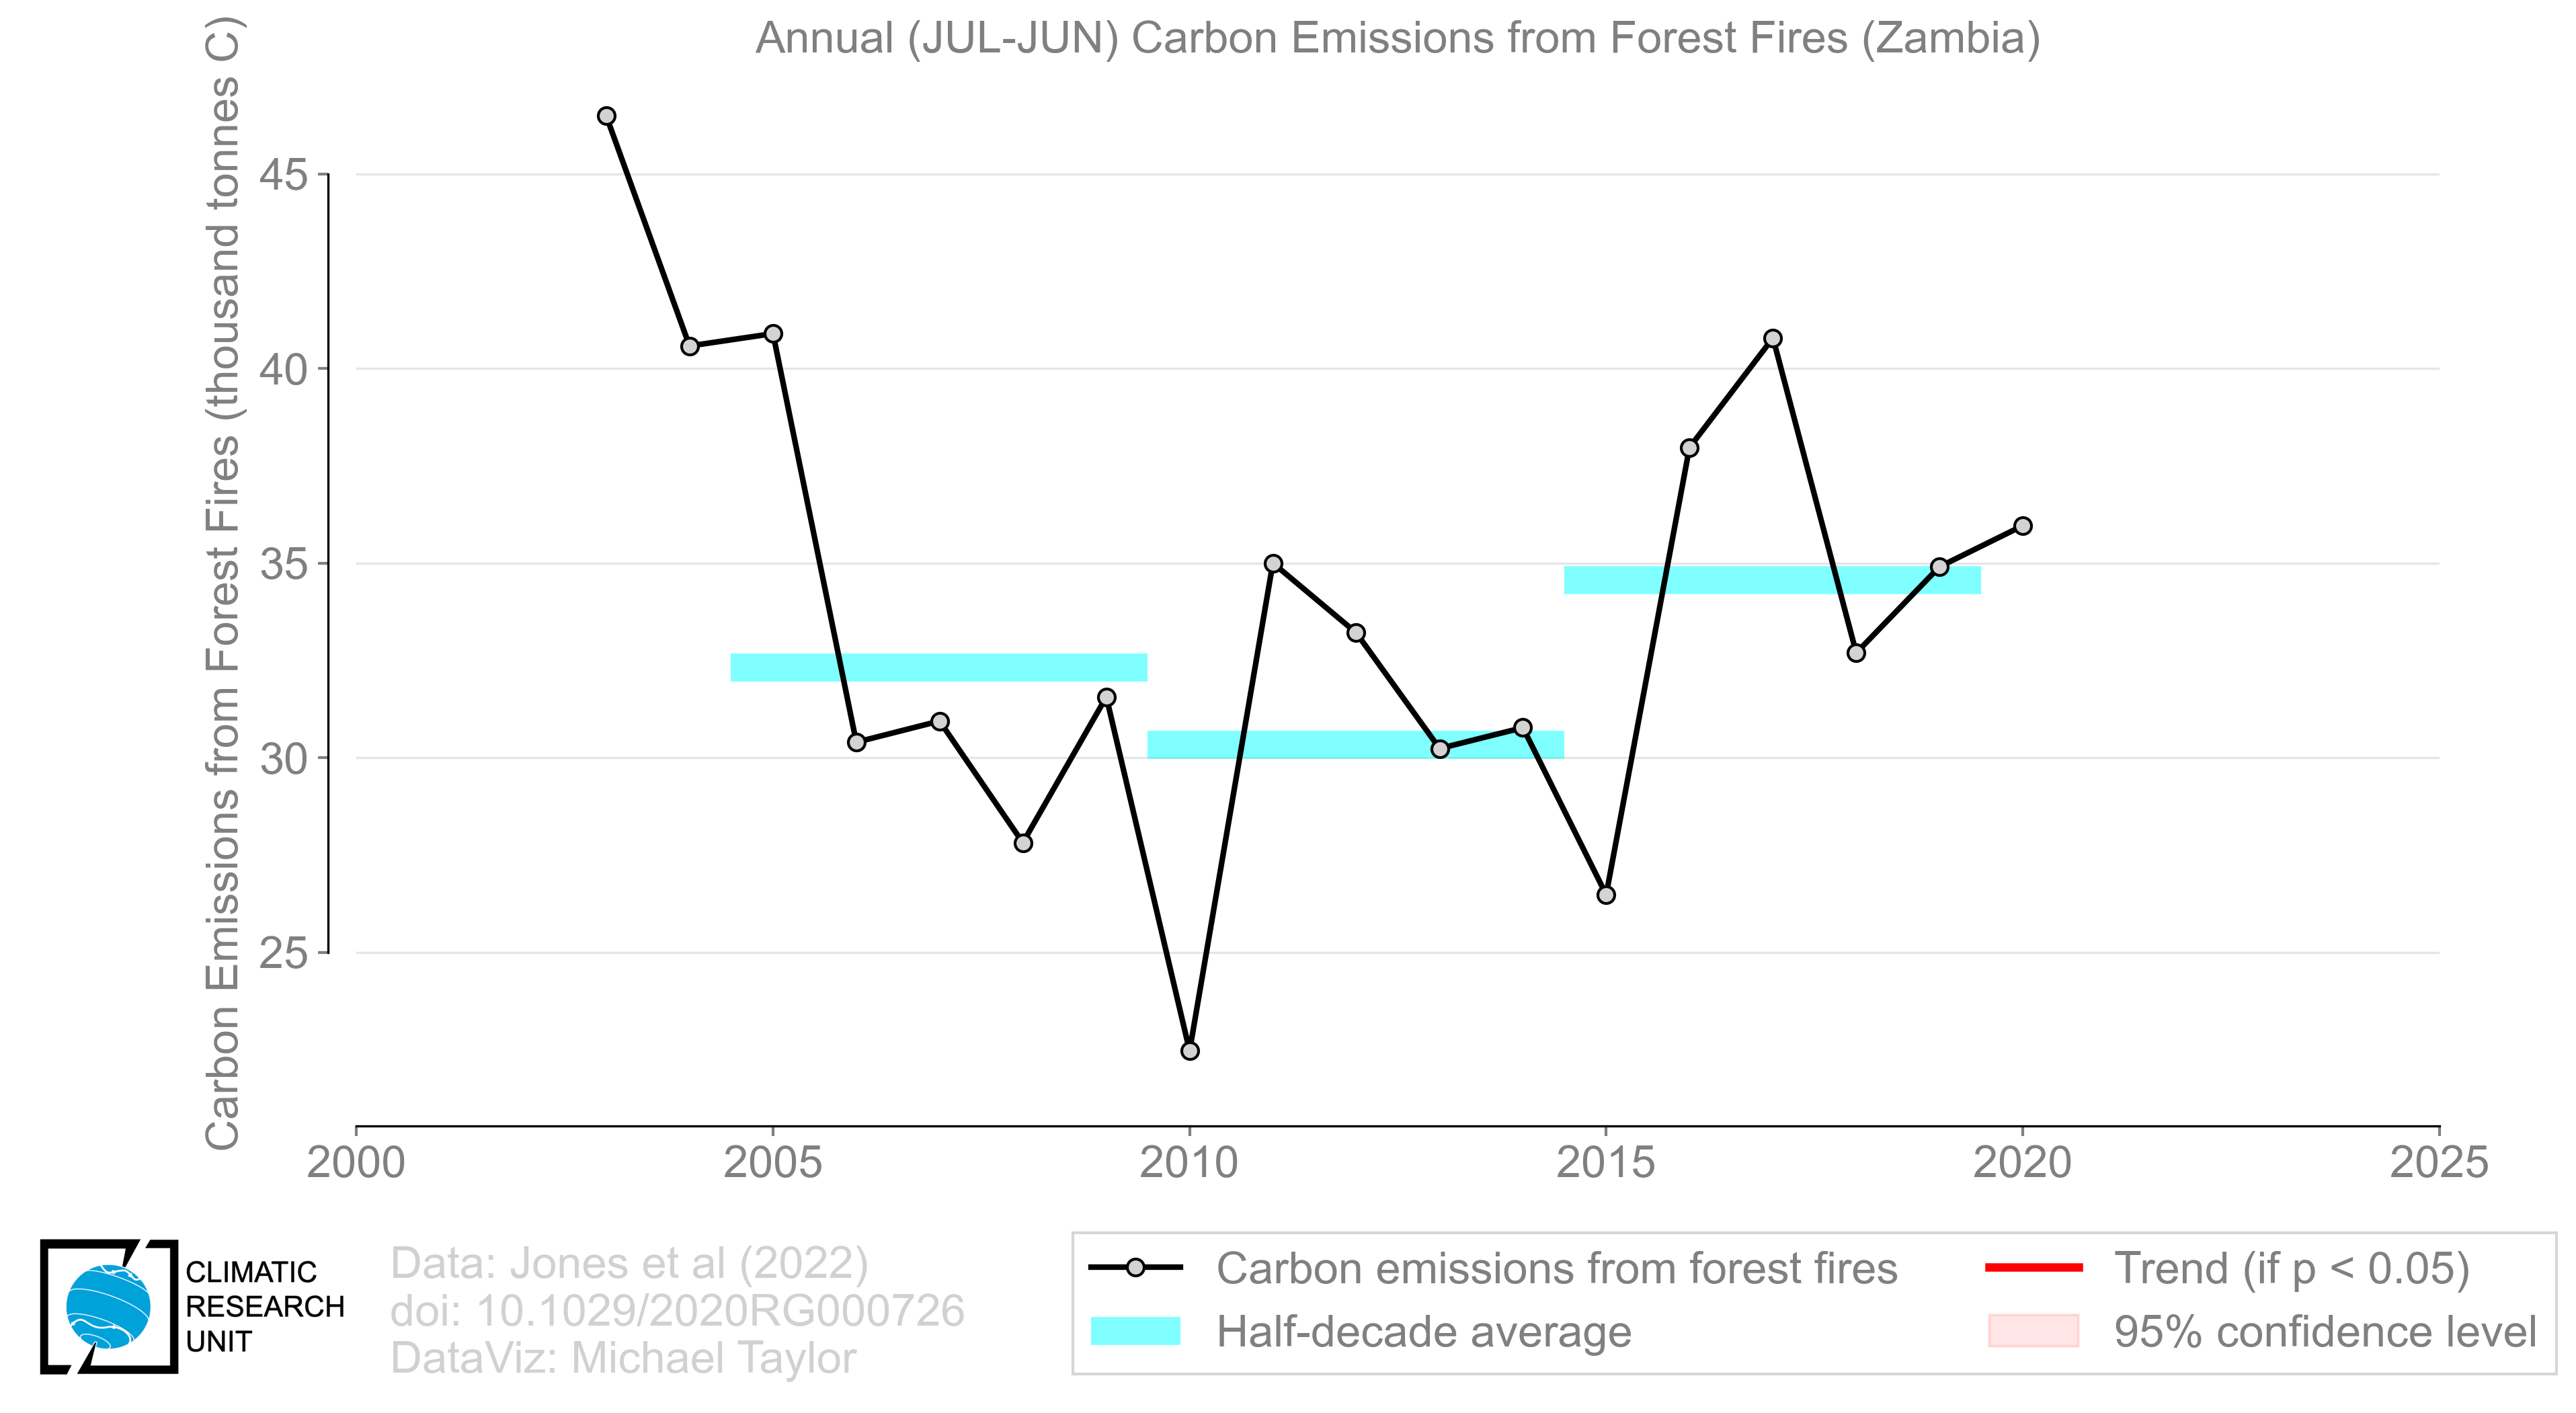 Annual (JUL-JUN) Carbon Emissions from Forest Fires (Zambia)
Carbon Emissions from Forest Fires (thousand tonnes C)
45
40
35
30
25
2000
2005
2010
2015
2020
2025
CLIMATIC
RESEARCH
UNIT
Data: Jones et al (2022)
doi: 10.1029/2020RG000726
DataViz: Michael Taylor
Carbon emissions from forest fires
Half-decade average
Trend (if p < 0.05)
95% confidence level